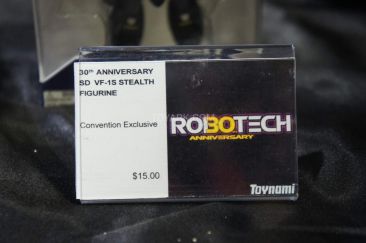 30th ANNIVERSARY
SD VF-1S STEALTH
FIGURINE
Convention Exclusive
$15.00
ROBOTECH
ANNIVERSARY
Toynami